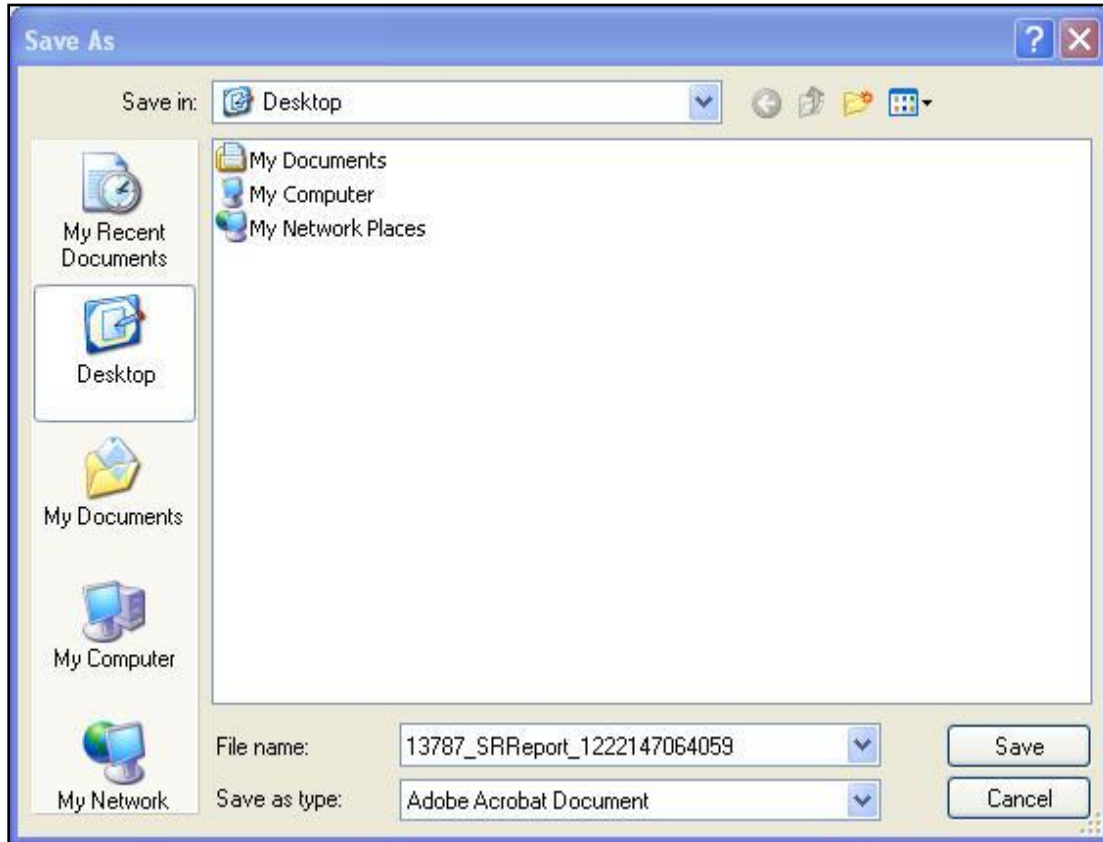 Save As
Save in: Desktop
My Documents
My Computer
My Network Places
My Recent
Documents
Desktop
My Documents
My Computer
My Network
File name: 13787_SRReport_1222147064059 Save
Save as type: Adobe Acrobat Document Cancel